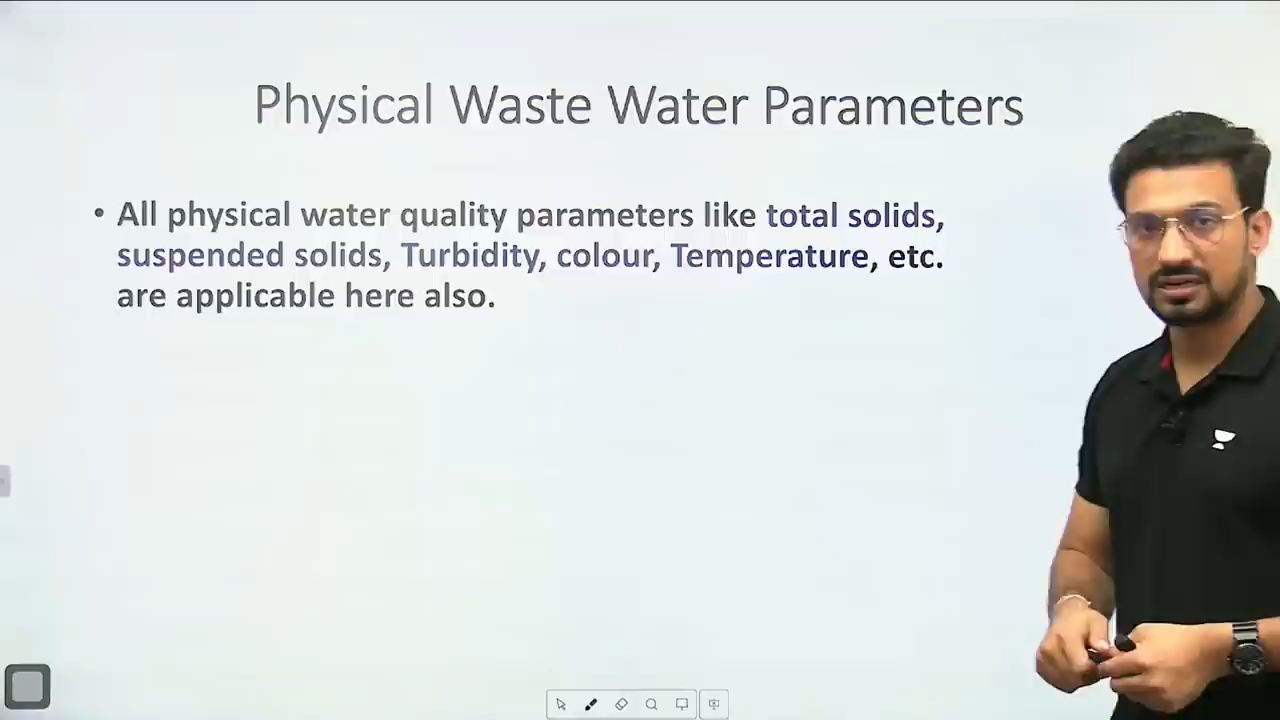 Physical Waste Water Parameters
• All physical water quality parameters like total solids,
suspended solids, Turbidity, colour, Temperature, etc.
are applicable here also.